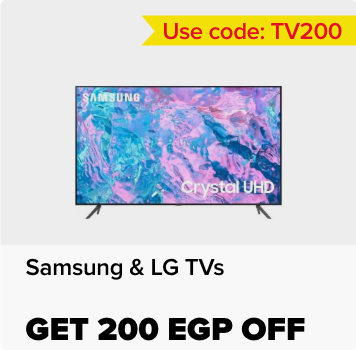 Use code: TV200
SAMSUNG
Crystal UHD
Samsung & LG TVs
GET 200 EGP OFF